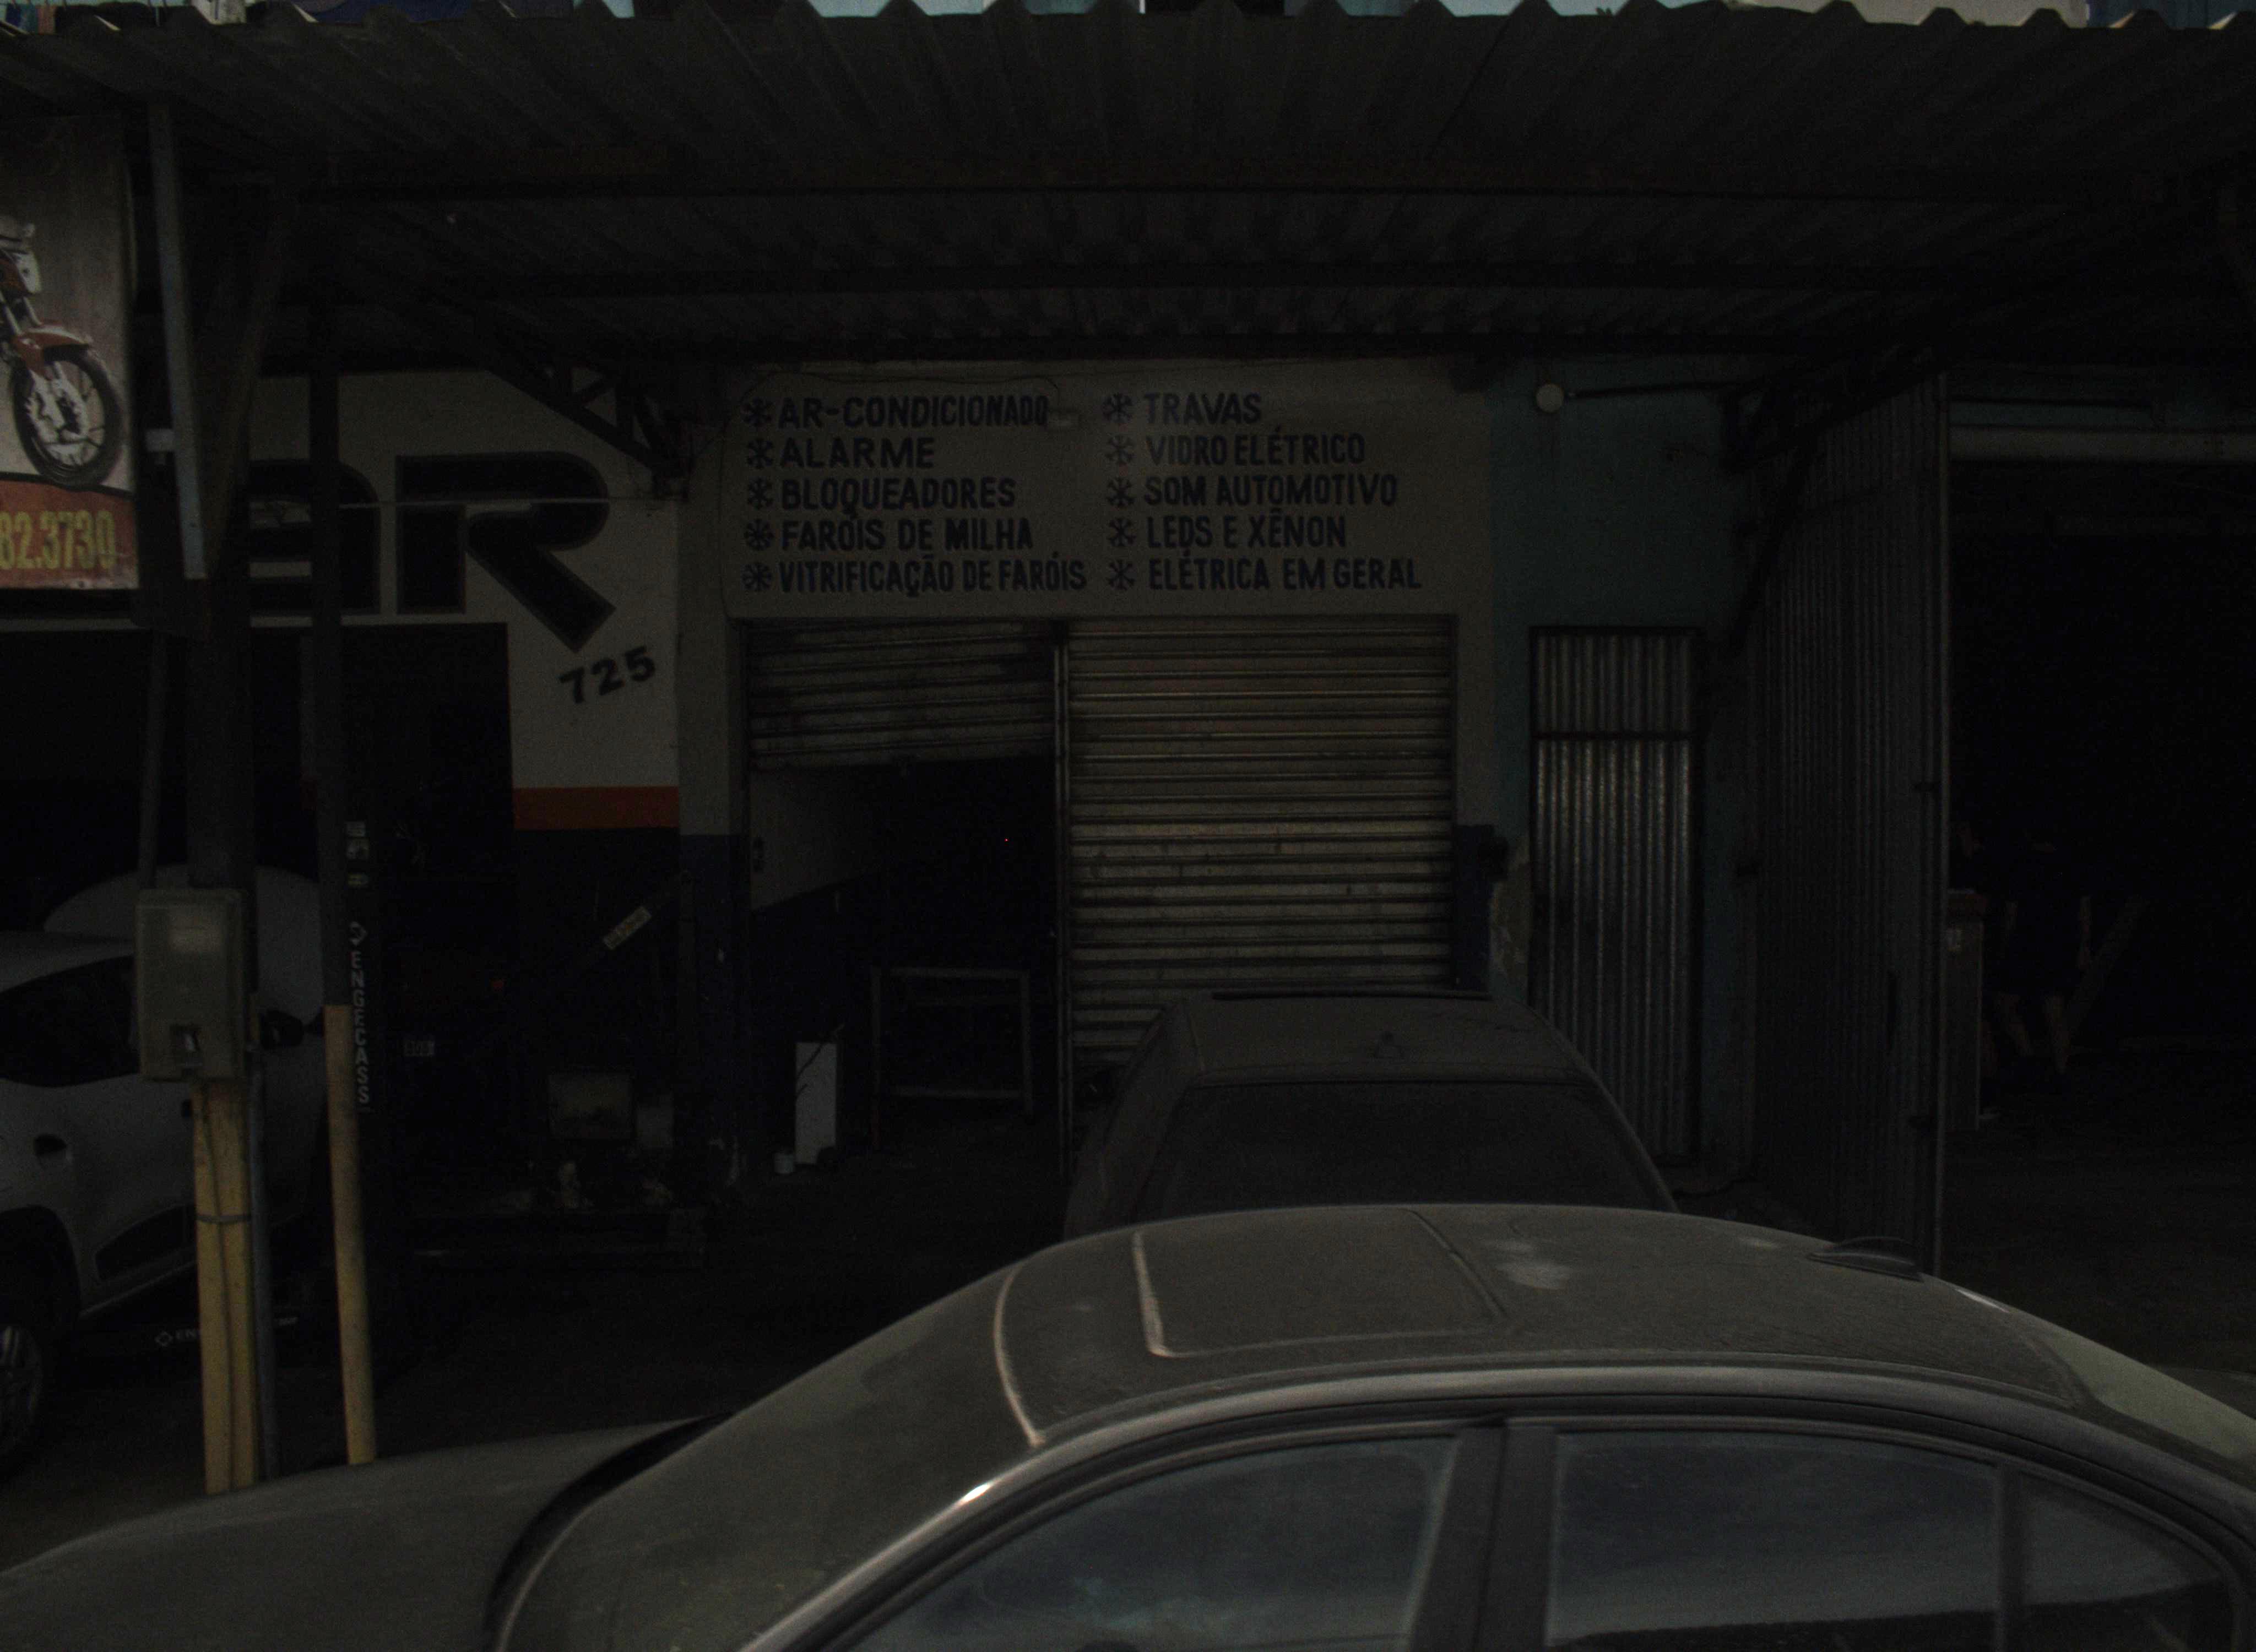 82.3730
AR
725
* AR-CONDICIONADO
* ALARME
* BLOQUEADORES
* FARÓIS DE MILHA
* VITRIFICAÇÃO DE FARÓIS
* TRAVAS
* VIDRO ELÉTRICO
* SOM AUTOMOTIVO
* LEDS E XÊNON
* ELÉTRICA EM GERAL
ENGECASS